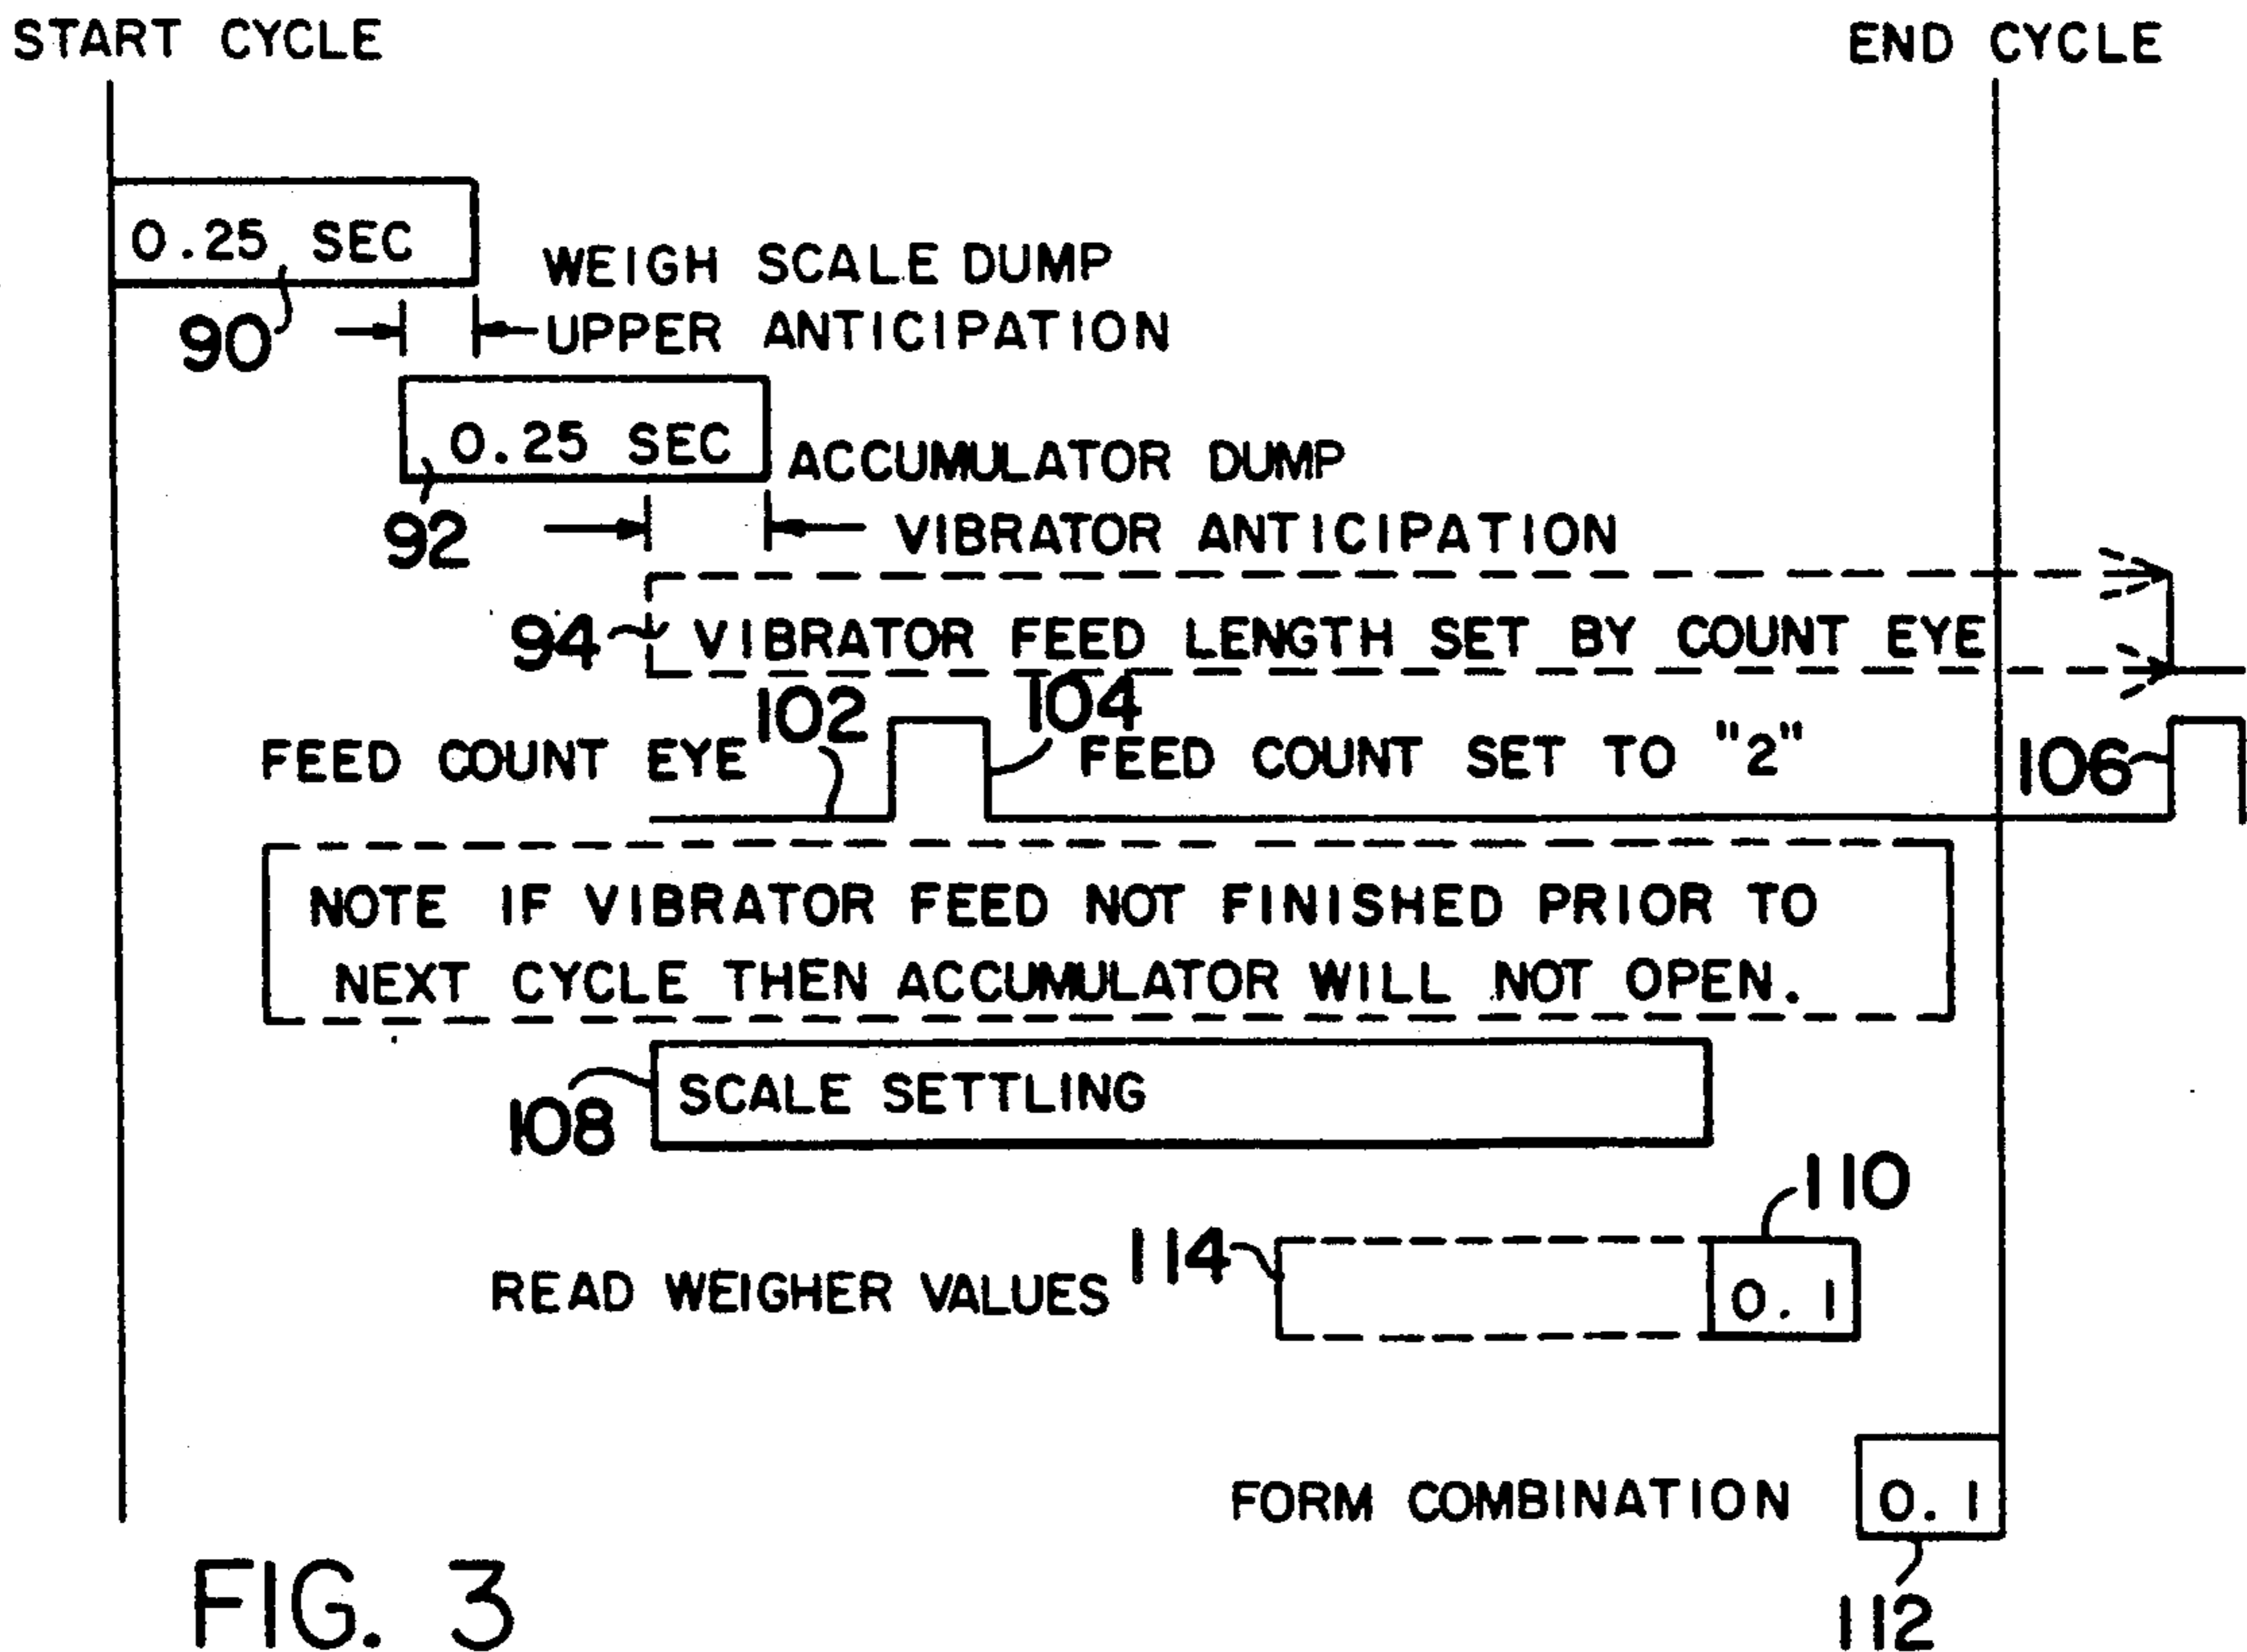 START CYCLE
END CYCLE
0.25 SEC
WEIGH SCALE DUMP
90
UPPER ANTICIPATION
0.25 SEC
ACCUMULATOR DUMP
92
VIBRATOR ANTICIPATION
94
VIBRATOR FEED LENGTH SET BY COUNT EYE
102
104
FEED COUNT EYE
FEED COUNT SET TO "2"
106
NOTE IF VIBRATOR FEED NOT FINISHED PRIOR TO
NEXT CYCLE THEN ACCUMULATOR WILL NOT OPEN.
108
SCALE SETTLING
110
READ WEIGHER VALUES
114
0.1
FORM COMBINATION
0.1
112
FIG. 3